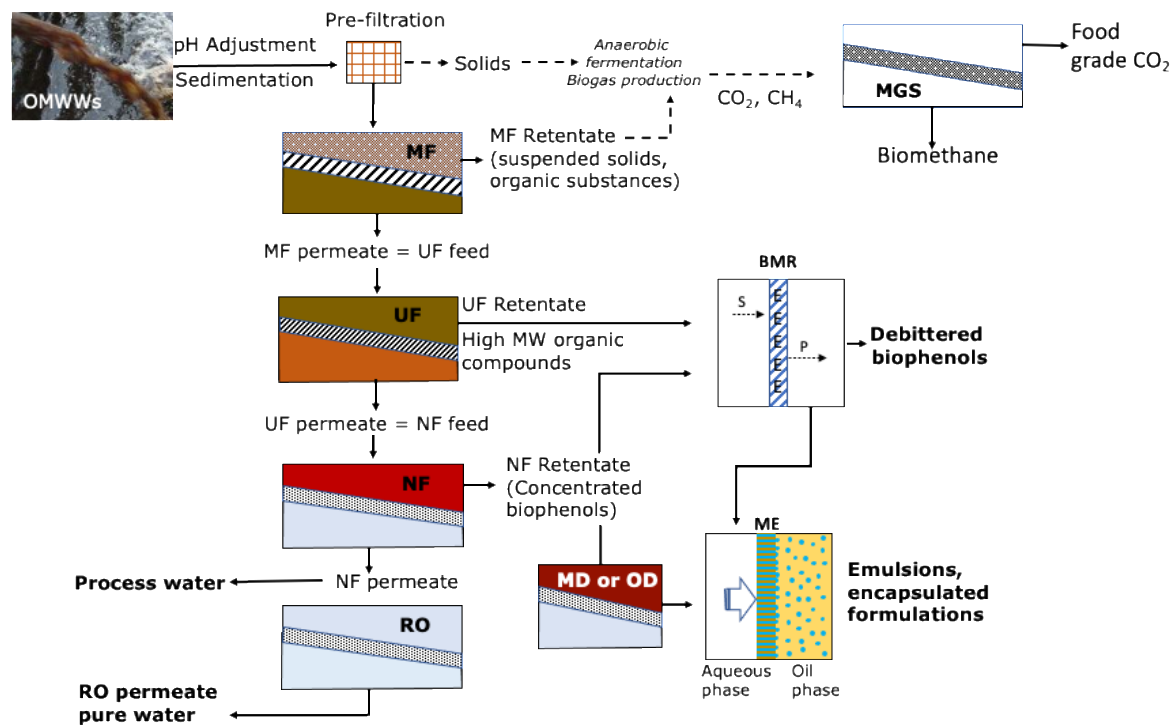 OMWWs
pH Adjustment
Sedimentation
Pre-filtration
Solids
Anaerobic
fermentation
Biogas production
CO₂, CH₄
MGS
Food
grade CO₂
Biomethane
MF
MF Retentate
(suspended solids,
organic substances)
MF permeate = UF feed
UF
UF Retentate
High MW organic
compounds
BMR
S
E
E
E
E
E
P
Debittered
biophenols
UF permeate = NF feed
NF
NF Retentate
(Concentrated
biophenols)
Process water
NF permeate
MD or OD
ME
Emulsions,
encapsulated
formulations
Aqueous
phase
Oil
phase
RO
RO permeate
pure water